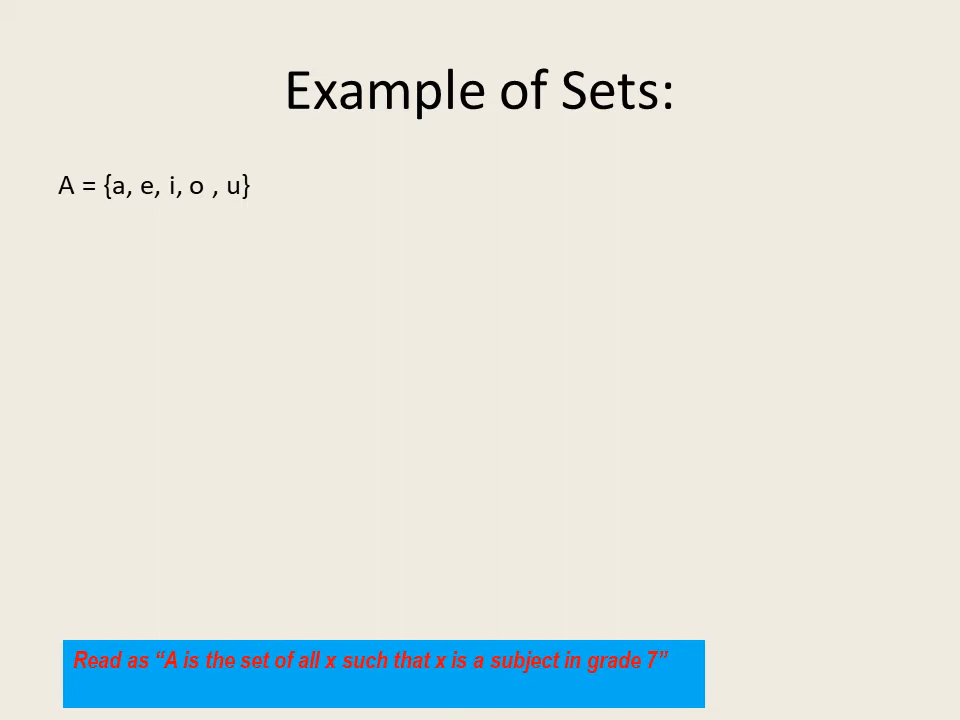 Example of Sets:
A = {a, e, i, o , u}
Read as “A is the set of all x such that x is a subject in grade 7”